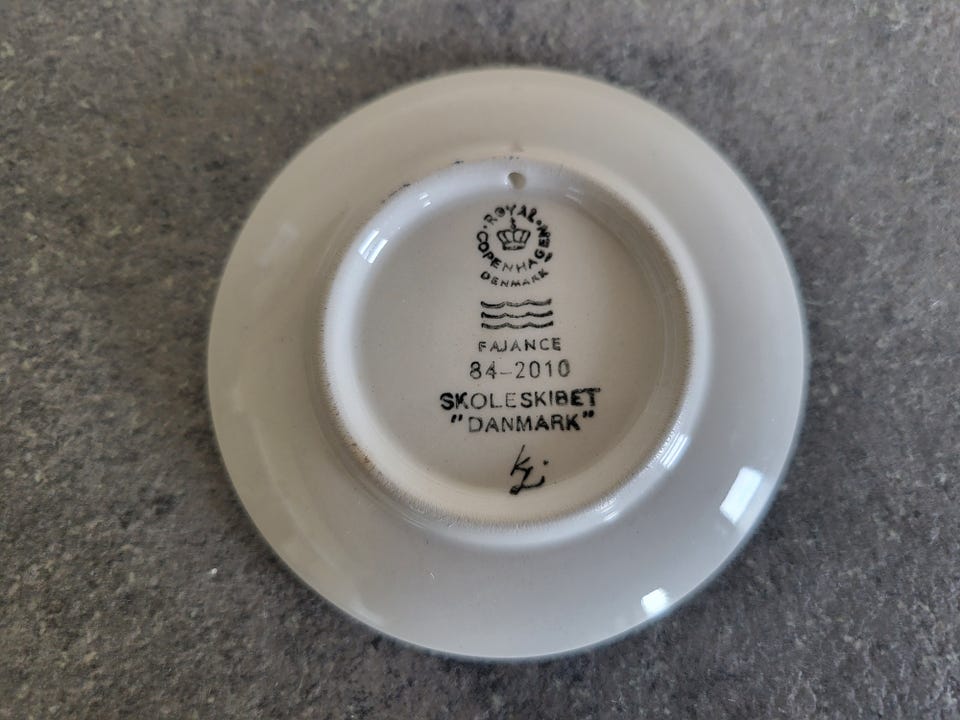 ROYAL
COPENHAGEN
DENMARK
FAJANCE
84-2010
SKOLESKIBET
"DANMARK"